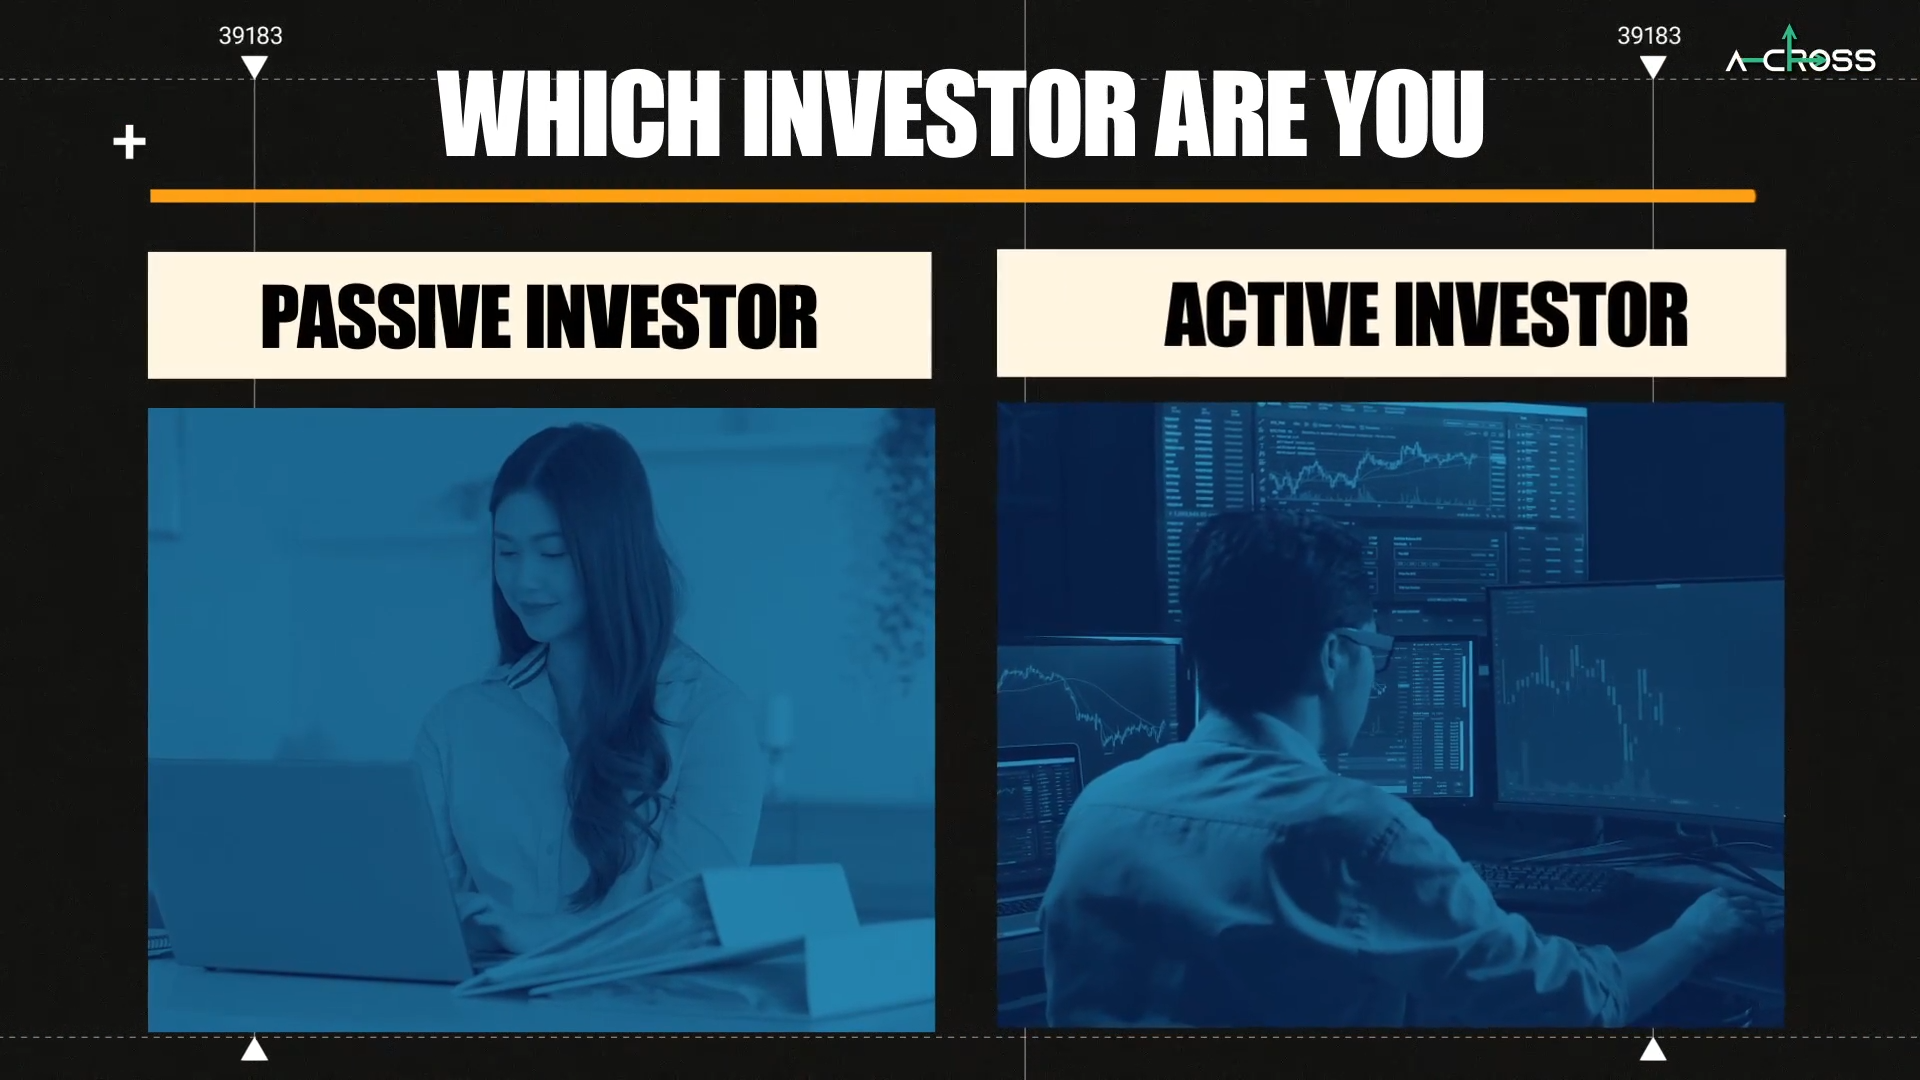 39183
39183
A-CROSS
WHICH INVESTOR ARE YOU
PASSIVE INVESTOR
ACTIVE INVESTOR